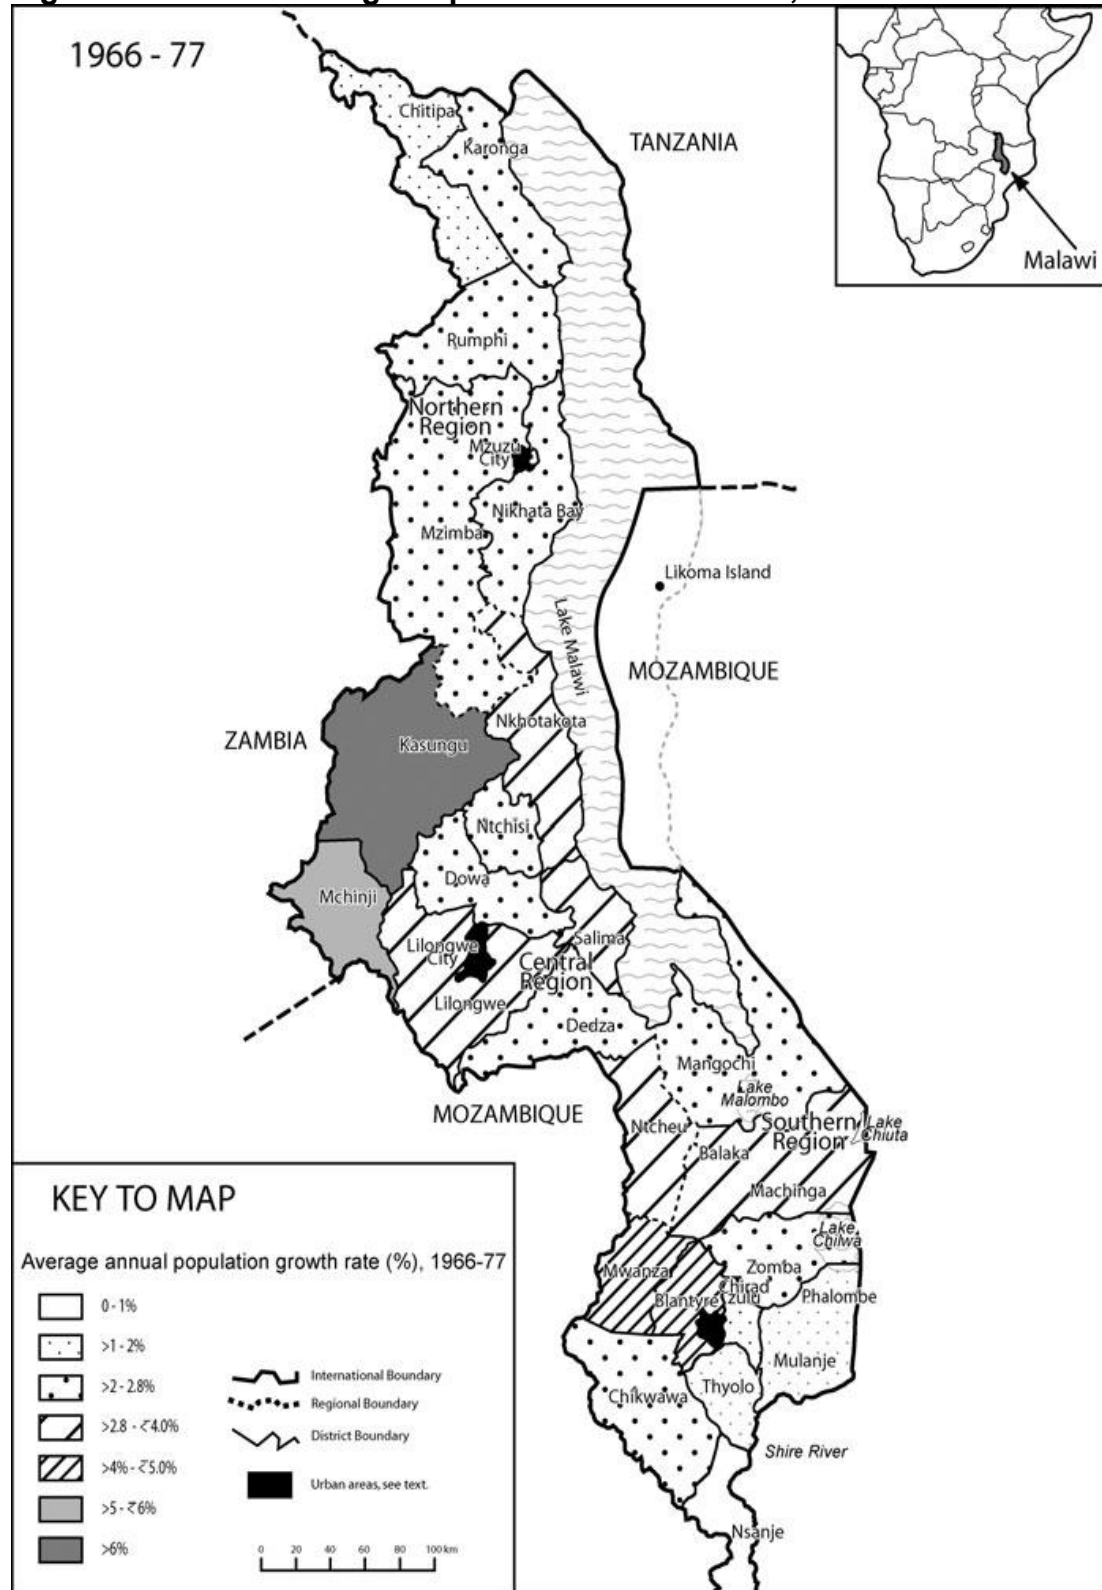 1966 - 77
TANZANIA
Malawi
Chitipa
Karonga
Rumphi
Northern
Region
Mzuzu
City
Nikhata Bay
Mzimba
Likoma Island
Lake Malawi
MOZAMBIQUE
ZAMBIA
Nkhotakota
Kasungu
Ntchisi
Dowa
Mchinji
Salima
Lilongwe
City
Central
Region
Lilongwe
Dedza
Mangochi
Lake
Malombo
MOZAMBIQUE
Ntcheu
Southern
Region
Lake
Chiuta
Balaka
Machinga
Lake
Chilwa
Mwanza
Zomba
Chirad
zulu
Blantyre
Phalombe
Mulanje
Thyolo
Chikwawa
Shire River
Nsanje
KEY TO MAP
Average annual population growth rate (%), 1966-77
0 - 1%
>1 - 2%
>2 - 2.8%
>2.8 - <4.0%
>4% - <5.0%
>5 - <6%
>6%
International Boundary
Regional Boundary
District Boundary
Urban areas, see text.
0 20 40 60 80 100 km